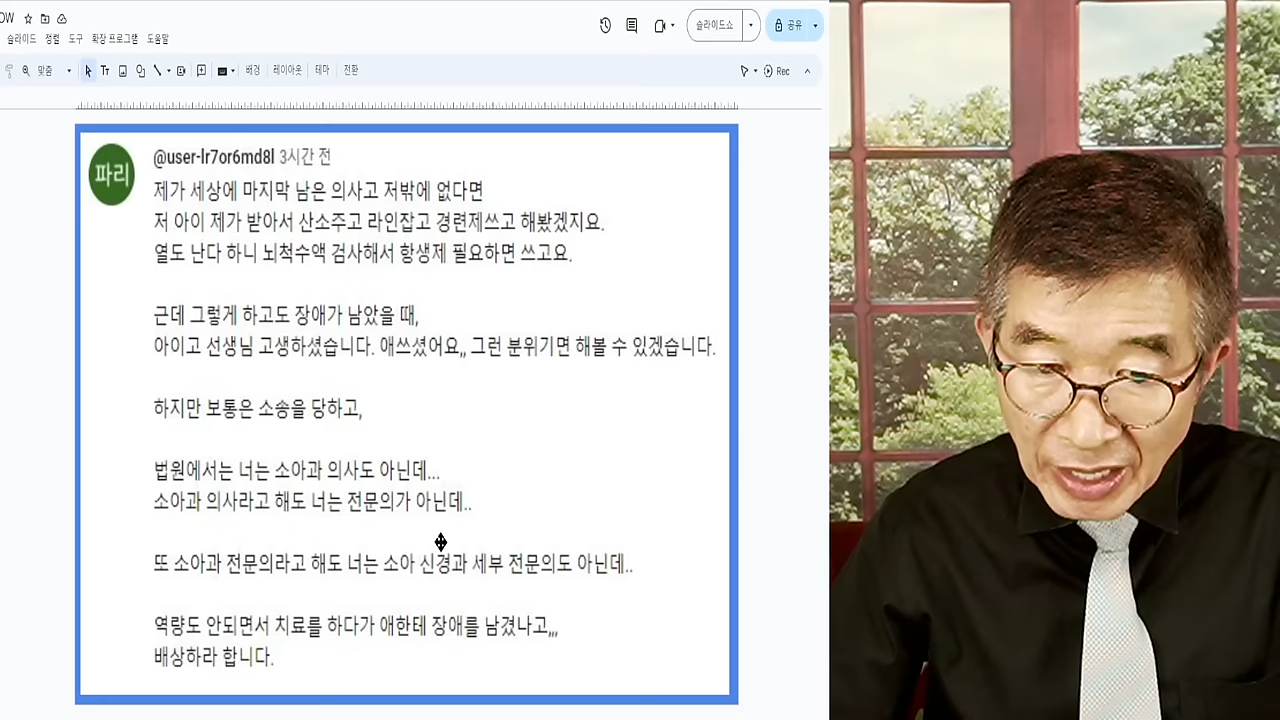 OW
슬라이드 정렬 도구 확장 프로그램 도움말
슬라이드쇼
공유
맞춤
Tт
배경 레이아웃 테마 전환
Rec
파리
@user-lr7or6md8l 3시간 전
제가 세상에 마지막 남은 의사고 저밖에 없다면
저 아이 제가 받아서 산소주고 라인잡고 경련제쓰고 해봤겠지요.
열도 난다 하니 뇌척수액 검사해서 항생제 필요하면 쓰고요.
근데 그렇게 하고도 장애가 남았을 때,
아이고 선생님 고생하셨습니다. 애쓰셨어요,, 그런 분위기면 해볼 수 있겠습니다.
하지만 보통은 소송을 당하고,
법원에서는 너는 소아과 의사도 아닌데...
소아과 의사라고 해도 너는 전문의가 아닌데..
또 소아과 전문의라고 해도 너는 소아 신경과 세부 전문의도 아닌데..
역량도 안되면서 치료를 하다가 애한테 장애를 남겼나고,,,
배상하라 합니다.